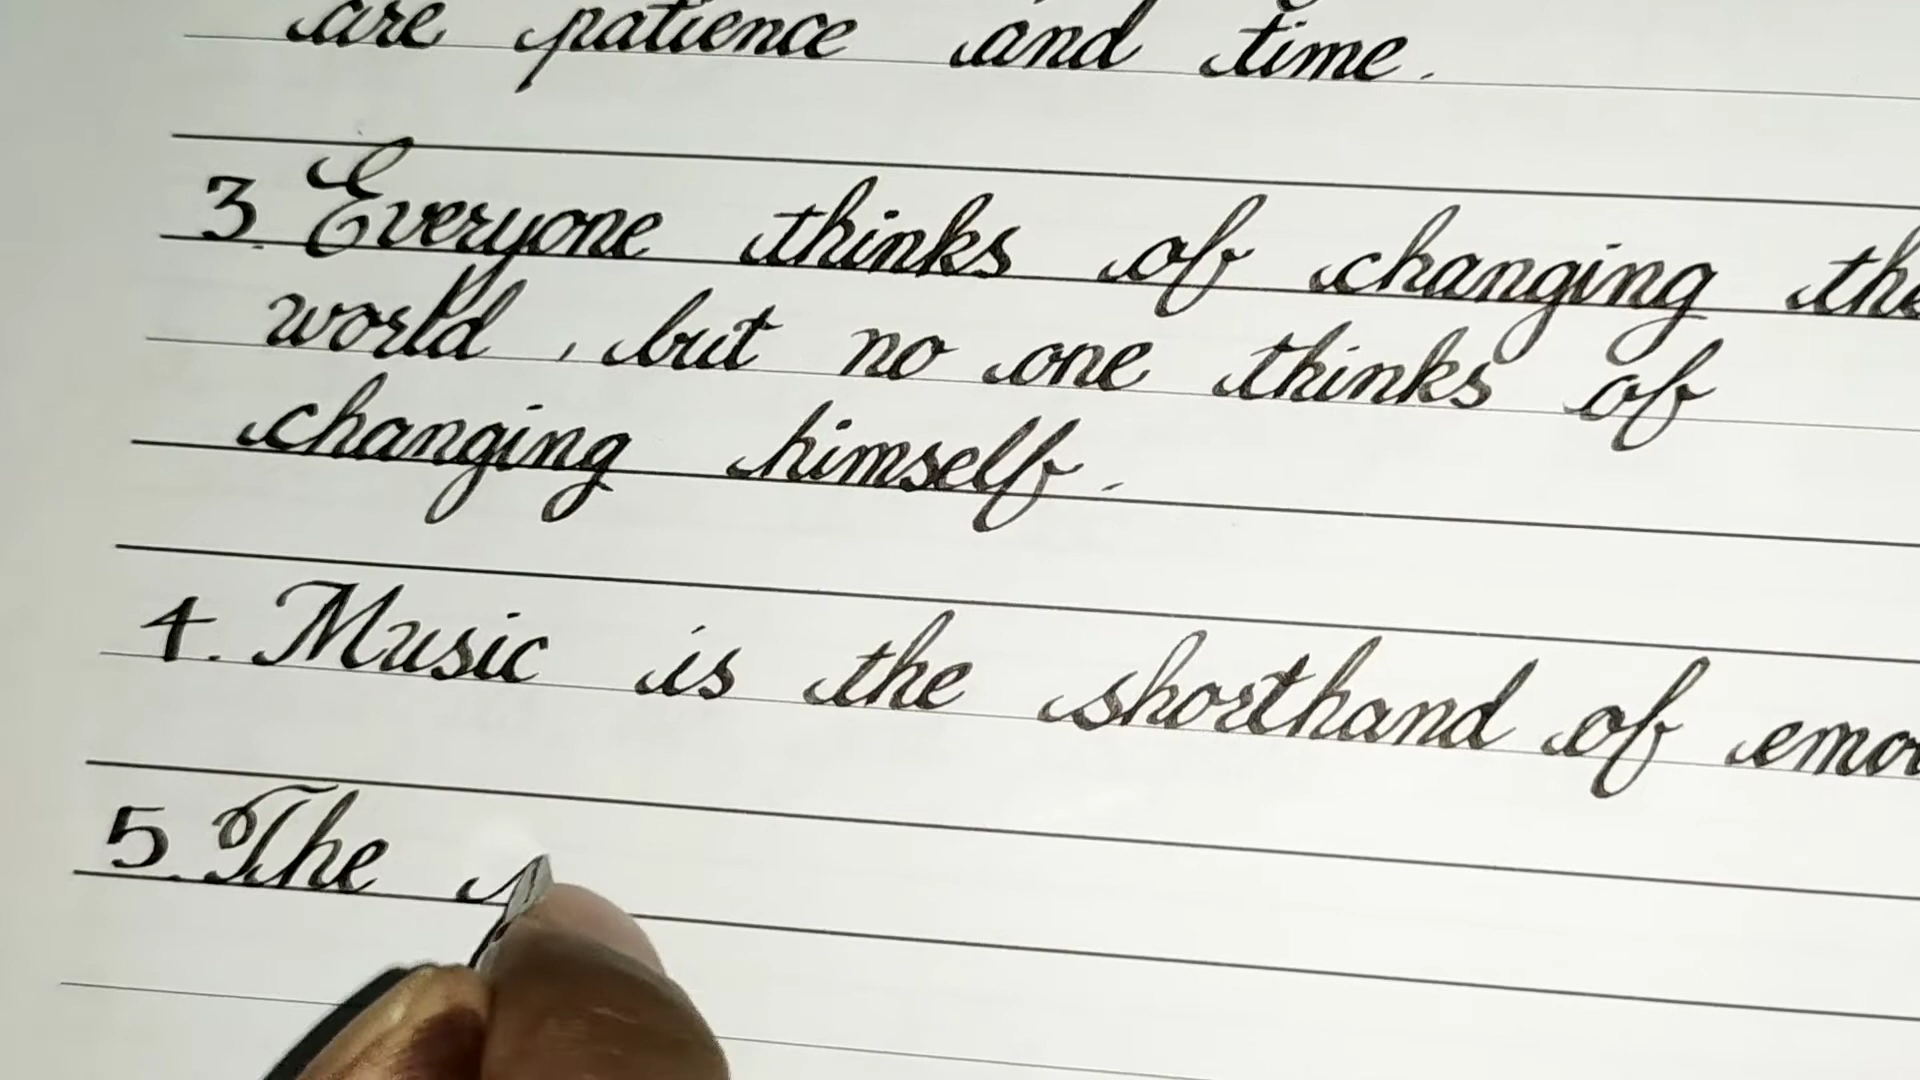 are patience and time.
3. Everyone thinks of changing the
world, but no one thinks of
changing himself.
4. Music is the shorthand of
5. The